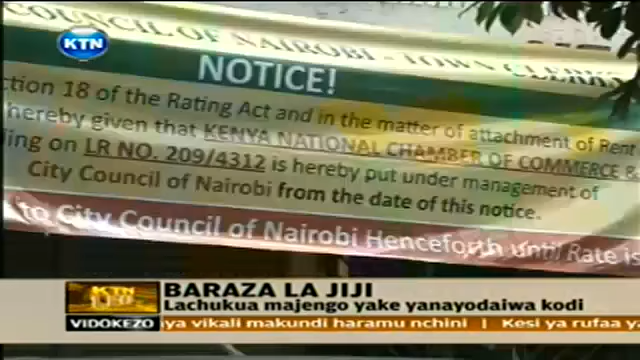 KTN
COUNCIL OF NAIROBI - TOWN CLERK
NOTICE!
ction 18 of the Rating Act and in the matter of attachment of Rent
hereby given that KENYA NATIONAL CHAMBER OF COMMERCE &
ding on LR NO. 209/4312 is hereby put under management of
City Council of Nairobi from the date of this notice.
to City Council of Nairobi Henceforth until Rate is
KTN
BARAZA LA JIJI
Lachukua majengo yake yanayodaiwa kodi
VIDOKEZO
iya vikali makundi haramu nchini | Kesi ya rufaa ya